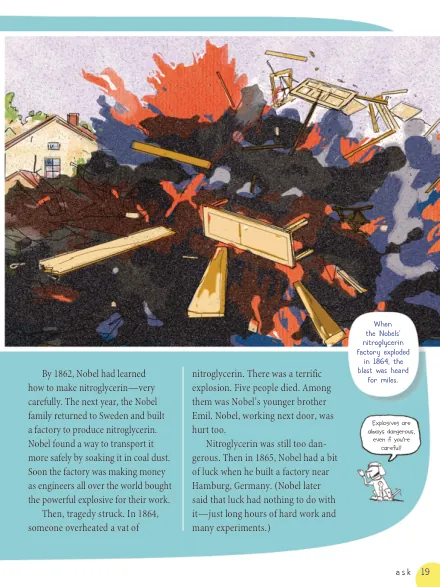 When
the Nobels'
nitroglycerin
factory exploded
in 1864, the
blast was heard
for miles.
By 1862, Nobel had learned
how to make nitroglycerin—very
carefully. The next year, the Nobel
family returned to Sweden and built
a factory to produce nitroglycerin.
Nobel found a way to transport it
more safely by soaking it in coal dust.
Soon the factory was making money
as engineers all over the world bought
the powerful explosive for their work.
Then, tragedy struck. In 1864,
someone overheated a vat of
nitroglycerin. There was a terrific
explosion. Five people died. Among
them was Nobel's younger brother
Emil. Nobel, working next door, was
hurt too.
Nitroglycerin was still too dan-
gerous. Then in 1865, Nobel had a bit
of luck when he built a factory near
Hamburg, Germany. (Nobel later
said that luck had nothing to do with
it—just long hours of hard work and
many experiments.)
Explosives are
always dangerous,
even if you're
careful!
ask 19